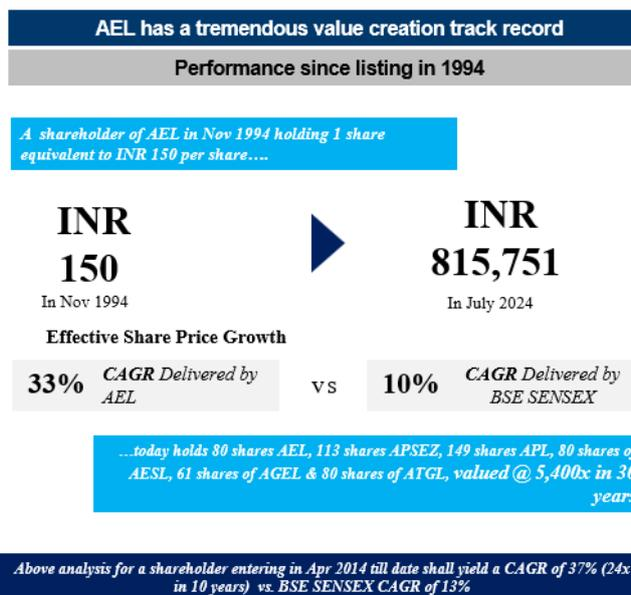 AEL has a tremendous value creation track record
Performance since listing in 1994
A shareholder of AEL in Nov 1994 holding 1 share
equivalent to INR 150 per share....
INR
150
In Nov 1994
INR
815,751
In July 2024
Effective Share Price Growth
33% CAGR Delivered by
AEL
vs
10% CAGR Delivered by
BSE SENSEX
...today holds 80 shares AEL, 113 shares APSEZ, 149 shares APL, 80 shares
AESL, 61 shares of AGEL & 80 shares of ATGL, valued @ 5,400x in
Above analysis for a shareholder entering in Apr 2014 till date shall yield a CAGR of 37% (24x
in 10 years) vs. BSE SENSEX CAGR of 13%